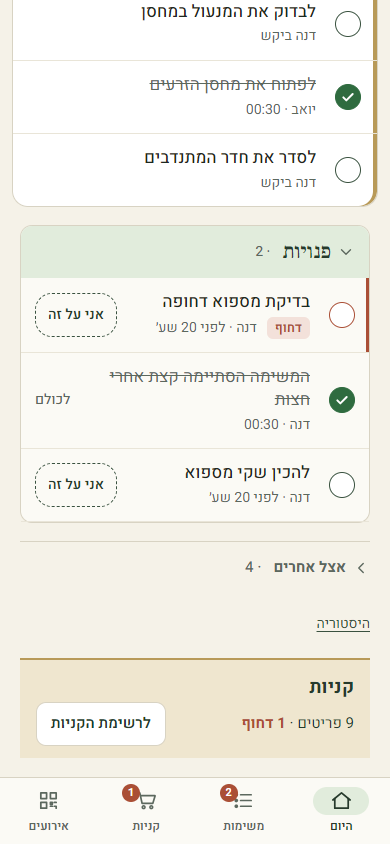 לבדוק את המנעול במחסן
דנה ביקש
לפתוח את מחסן הזרעים
יואב · 00:30
לסדר את חדר המתנדבים
דנה ביקש
פנויות · 2
בדיקת מספוא דחופה
דחוף דנה · לפני 20 שע׳
אני על זה
המשימה הסתיימה קצת אחרי
חצות
דנה · 00:30
לכולם
להכין שקי מספוא
דנה · לפני 20 שע׳
אני על זה
אצל אחרים · 4
היסטוריה
קניות
9 פריטים · 1 דחוף
לרשימת הקניות
היום
2
משימות
1
קניות
אירועים